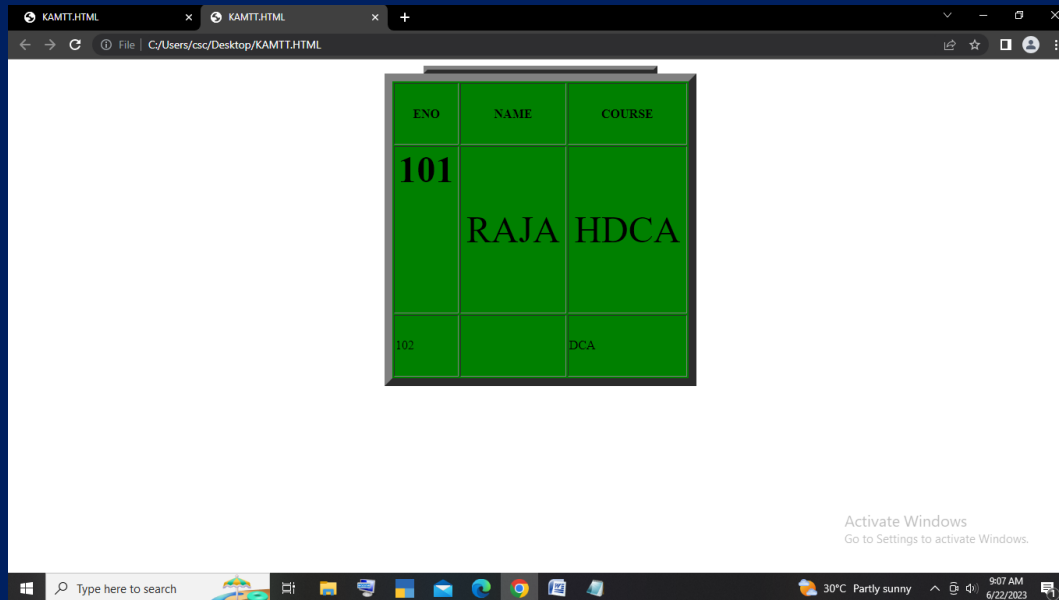 KAMTT.HTML
KAMTT.HTML
File C:/Users/csc/Desktop/KAMTT.HTML
ENO NAME COURSE
101 RAJA HDCA
102 DCA
Activate Windows
Go to Settings to activate Windows.
Type here to search
30°C Partly sunny
9:07 AM
6/22/2023